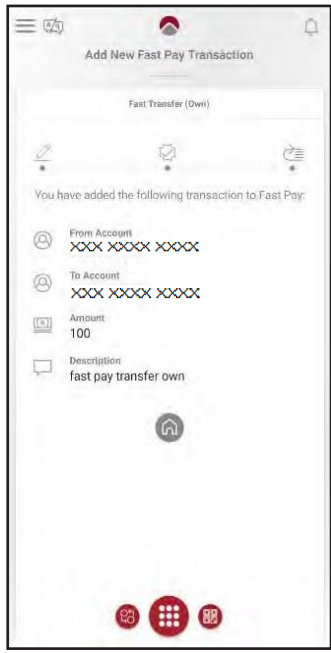 Add New Fast Pay Transaction
Fast Transfer (Own)
You have added the following transaction to Fast Pay:
From Account
XXX XXXX XXXX
To Account
XXX XXXX XXXX
Amount
100
Description
fast pay transfer own